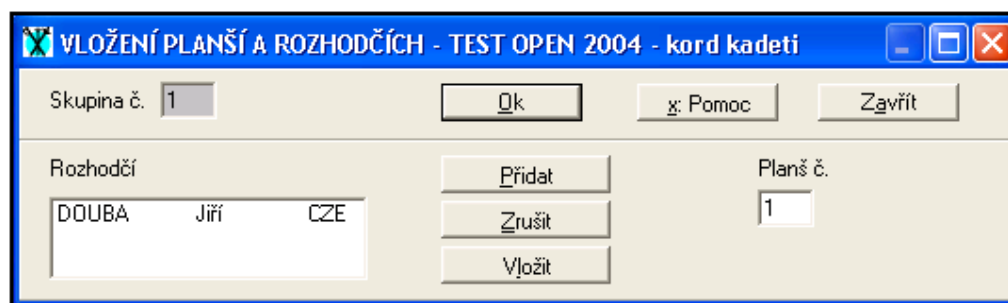 VLOŽENÍ PLANŠÍ A ROZHODČÍCH - TEST OPEN 2004 - kord kadeti
Skupina č. 1 Ok x: Pomoc Zavřít
Rozhodčí Přidat Planš č.
DOUBA Jiří CZE Zrušit 1
Vložit